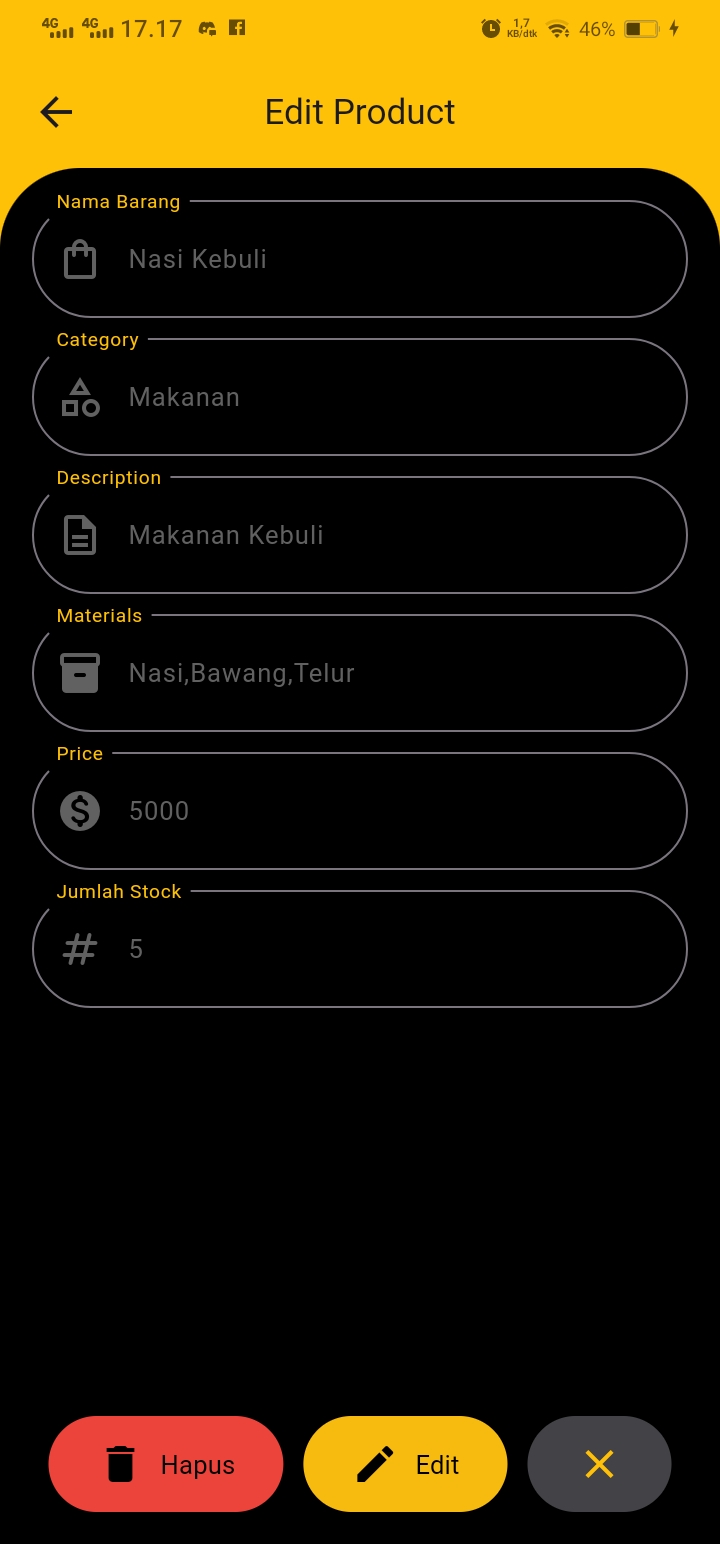 4G 4G 17.17 1,7 KB/dtk 46%
Edit Product
Nama Barang
Nasi Kebuli
Category
Makanan
Description
Makanan Kebuli
Materials
Nasi,Bawang,Telur
Price
5000
Jumlah Stock
5
Hapus Edit